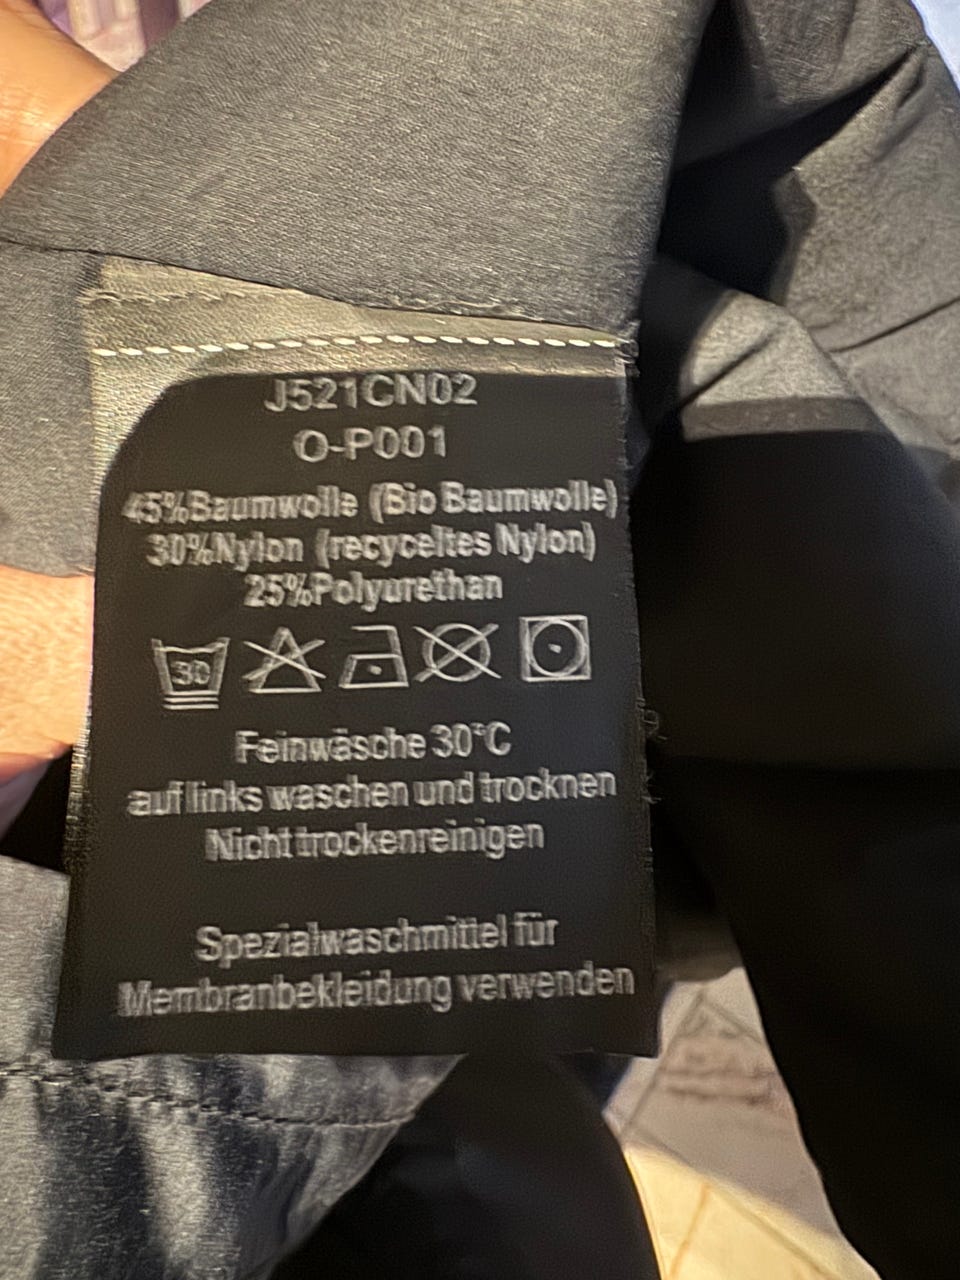 J521CN02
O-P001
45%Baumwolle (Bio Baumwolle)
30%Nylon (recyceltes Nylon)
25%Polyurethan
30
Feinwäsche 30°C
auf links waschen und trocknen
Nicht trockenreinigen
Spezialwaschmittel für
Membranbekleidung verwenden